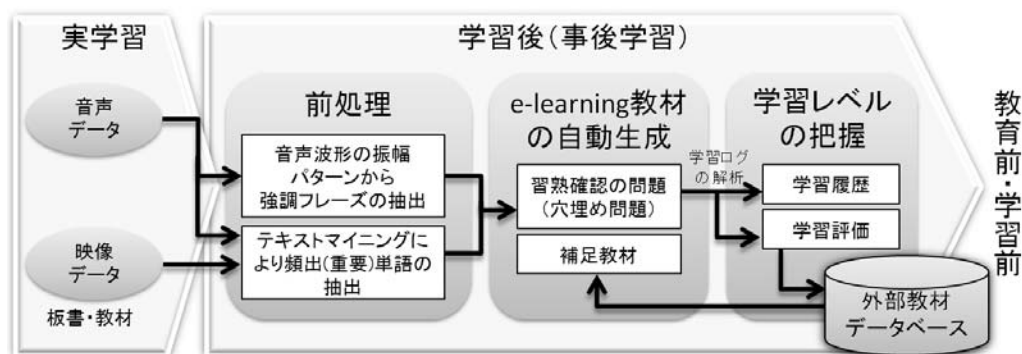 実学習
音声
データ
映像
データ
板書・教材
学習後(事後学習)
前処理
音声波形の振幅
パターンから
強調フレーズの抽出
テキストマイニングに
より頻出(重要)単語の
抽出
e-learning教材
の自動生成
習熟確認の問題
(穴埋め問題)
補足教材
学習ログ
の解析
学習レベル
の把握
学習履歴
学習評価
外部教材
データベース
教育前・学習前